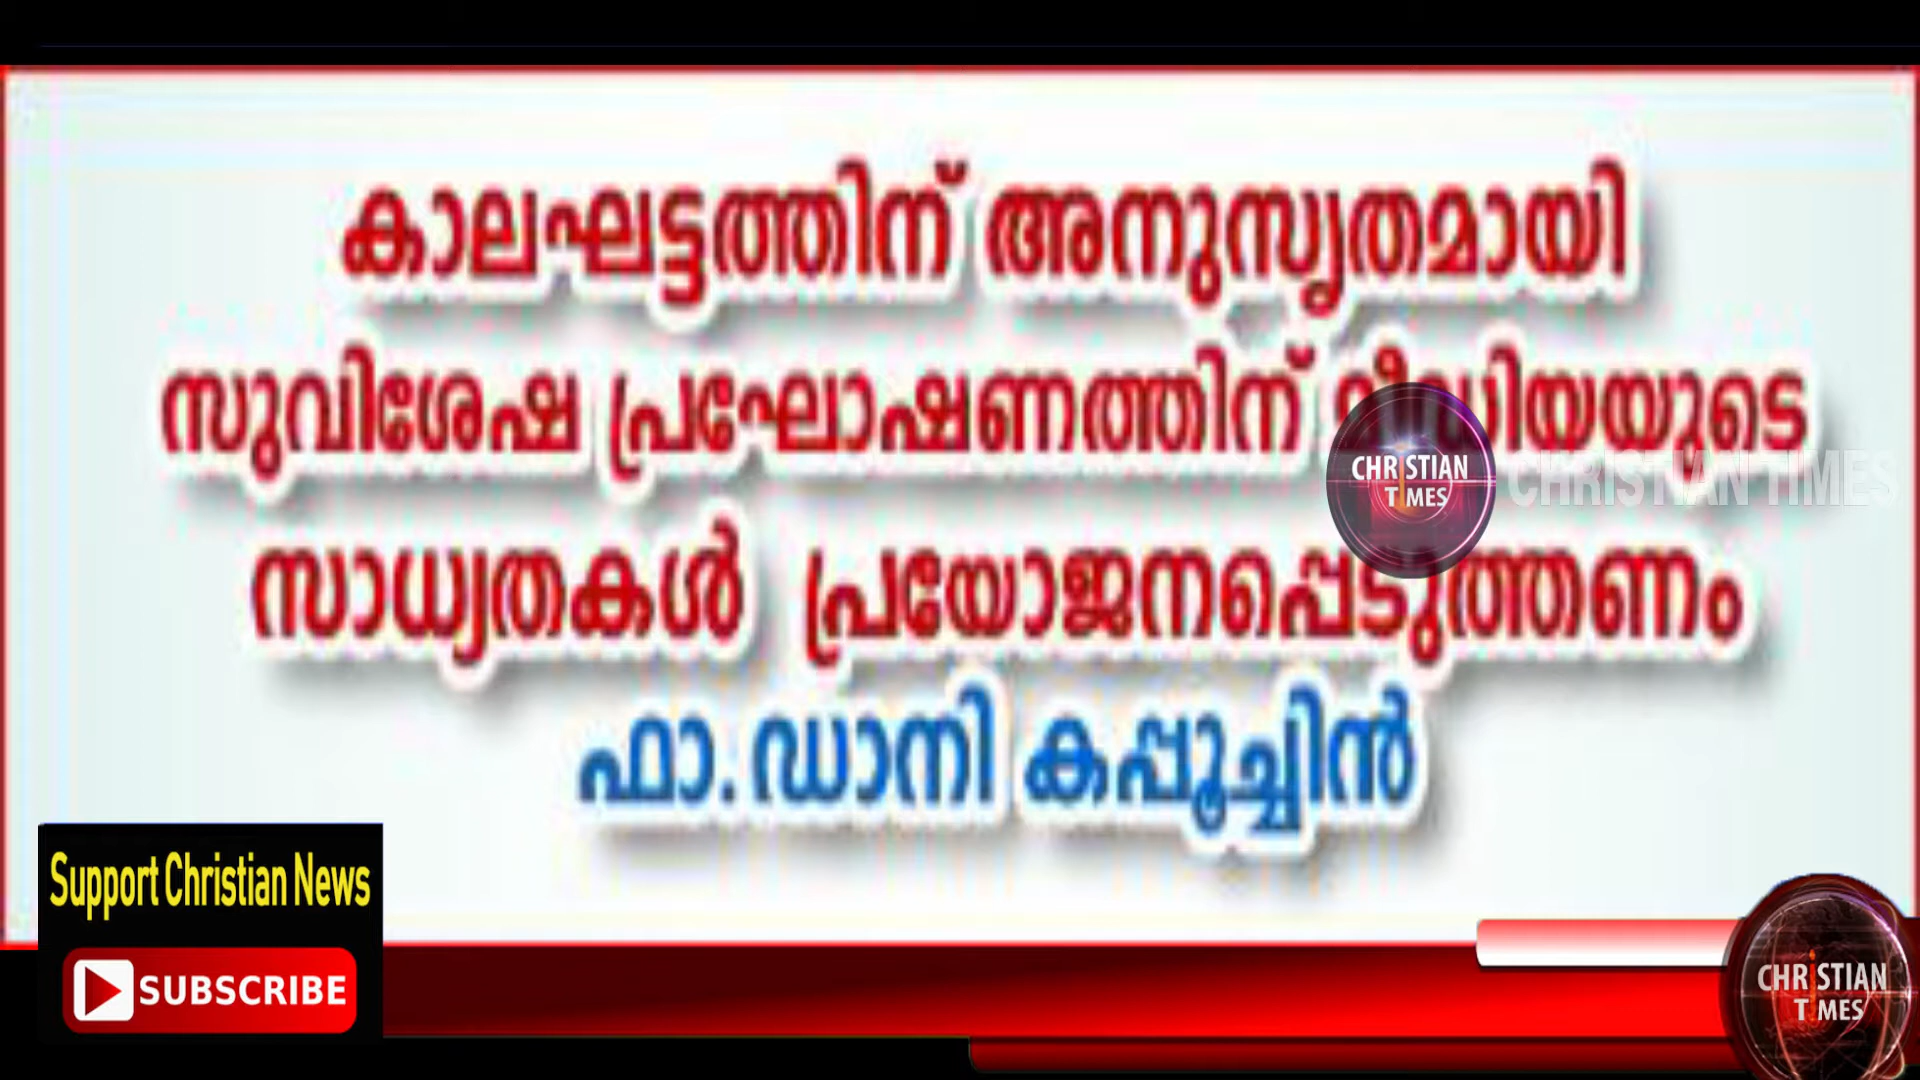 കാലഘട്ടത്തിന് അനുസൃതമായി
സുവിശേഷ പ്രഘോഷണത്തിന്
സാധ്യതകൾ പ്രയോജനപ്പെടുത്തണം
ഫാ. ഡാനി കപ്പൂച്ചിൻ
CHRISTIAN TIMES
CHRISTIAN TIMES
Support Christian News
SUBSCRIBE
CHRISTIAN TIMES